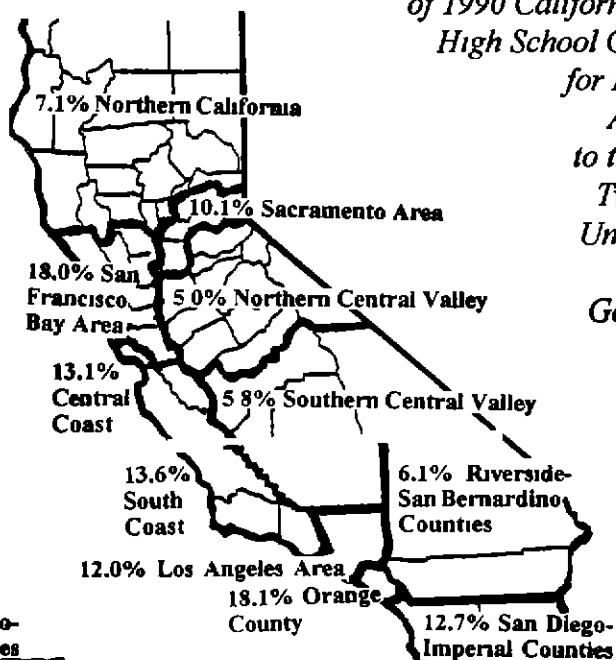 of 1990 Californ
High School G
for
to t
T
Un
G
7.1% Northern California
10.1% Sacramento Area
18.0% San
Francisco
Bay Area
5 0% Northern Central Valley
13.1%
Central
Coast
5 8% Southern Central Valley
13.6%
South
Coast
6.1% Riverside-
San Bernardino
Counties
12.0% Los Angeles Area
18.1% Orange
County
12.7% San Diego-
Imperial Counties
o-
es